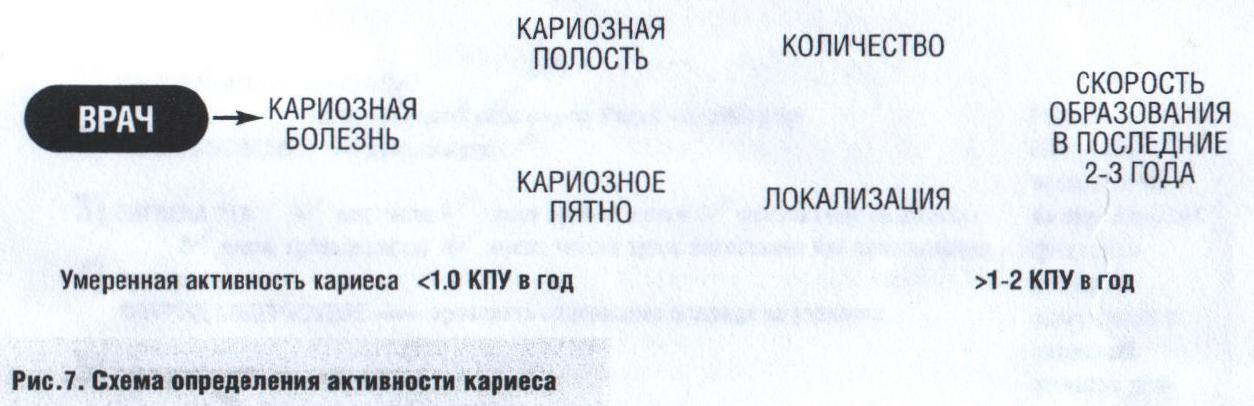 ВРАЧ
КАРИОЗНАЯ
БОЛЕЗНЬ
КАРИОЗНАЯ
ПОЛОСТЬ
КАРИОЗНОЕ
ПЯТНО
КОЛИЧЕСТВО
ЛОКАЛИЗАЦИЯ
СКОРОСТЬ
ОБРАЗОВАНИЯ
В ПОСЛЕДНИЕ
2-3 ГОДА
Умеренная активность кариеса <1.0 КПУ в год
>1-2 КПУ в год
Рис.7. Схема определения активности кариеса